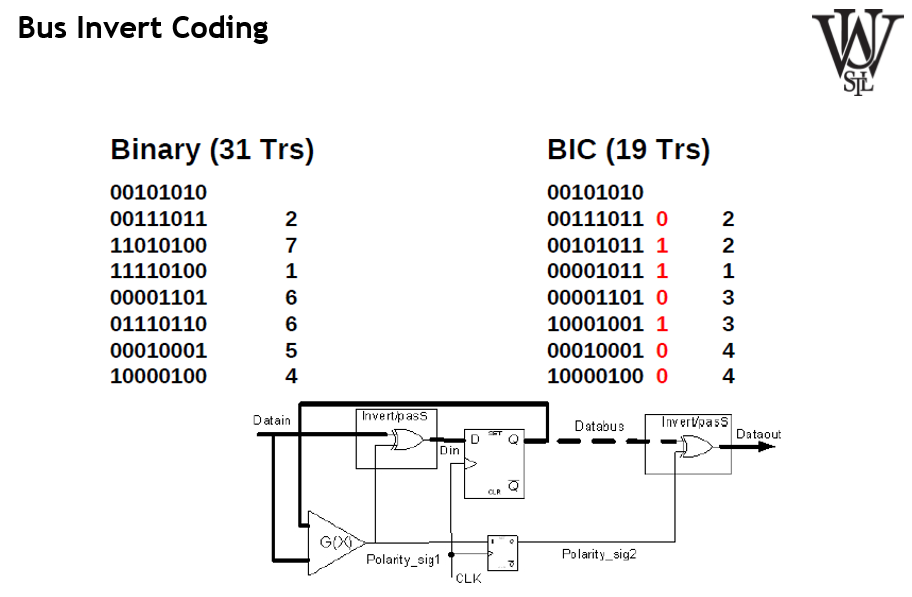 Bus Invert Coding
WU
StL
Binary (31 Trs)
00101010
00111011 2
11010100 7
11110100 1
00001101 6
01110110 6
00010001 5
10000100 4
BIC (19 Trs)
00101010
00111011 0 2
00101011 1 2
00001011 1 1
00001101 0 3
10001001 1 3
00010001 0 4
10000100 0 4
Datain
Invert/pasS
Din
D SET Q
CLR Q
Databus
Invert/pasS
Dataout
G(X)
Polarity_sig1
CLK
Polarity_sig2